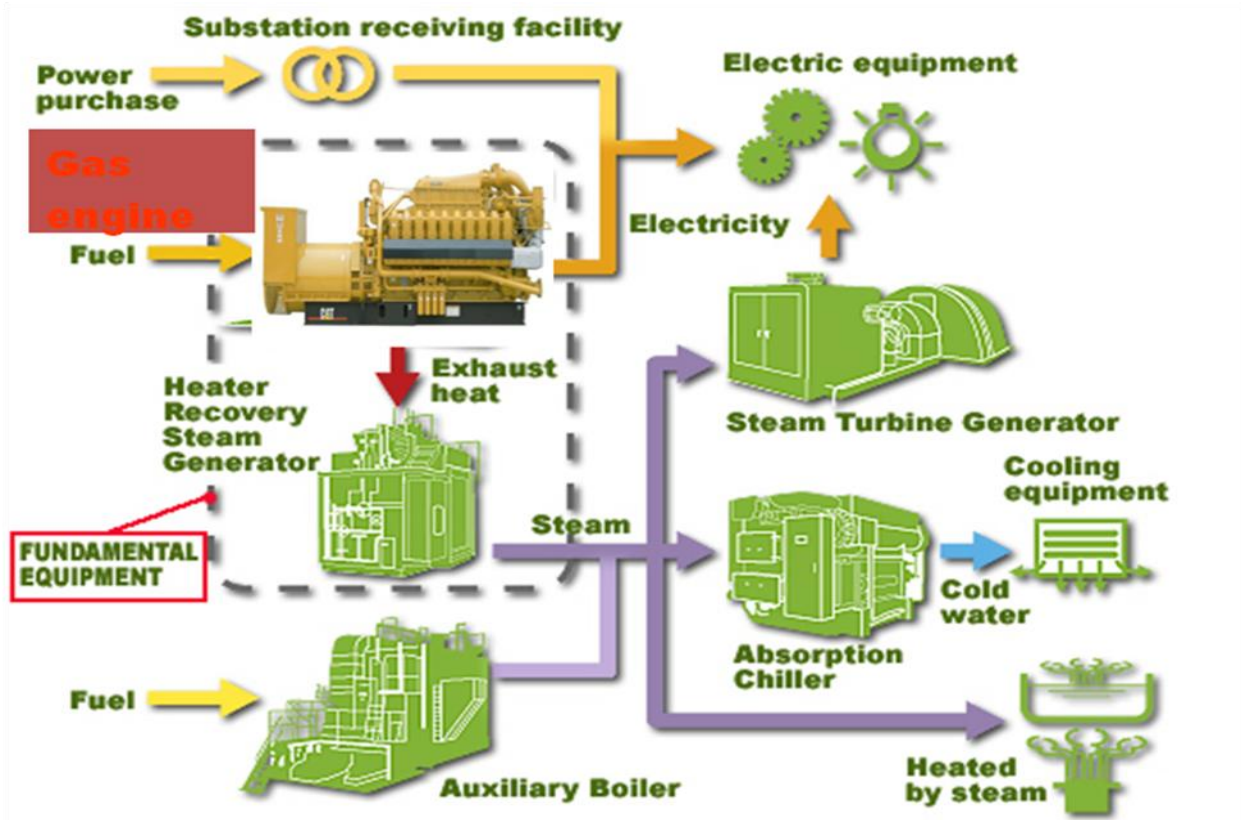 Substation receiving facility
Power
purchase
Electric equipment
Gas
engine
Fuel
Electricity
CAT
Exhaust
heat
Heater
Recovery
Steam
Generator
Steam Turbine Generator
Cooling
equipment
Steam
FUNDAMENTAL
EQUIPMENT
Cold
water
Absorption
Chiller
Fuel
Auxiliary Boiler
Heated
by steam